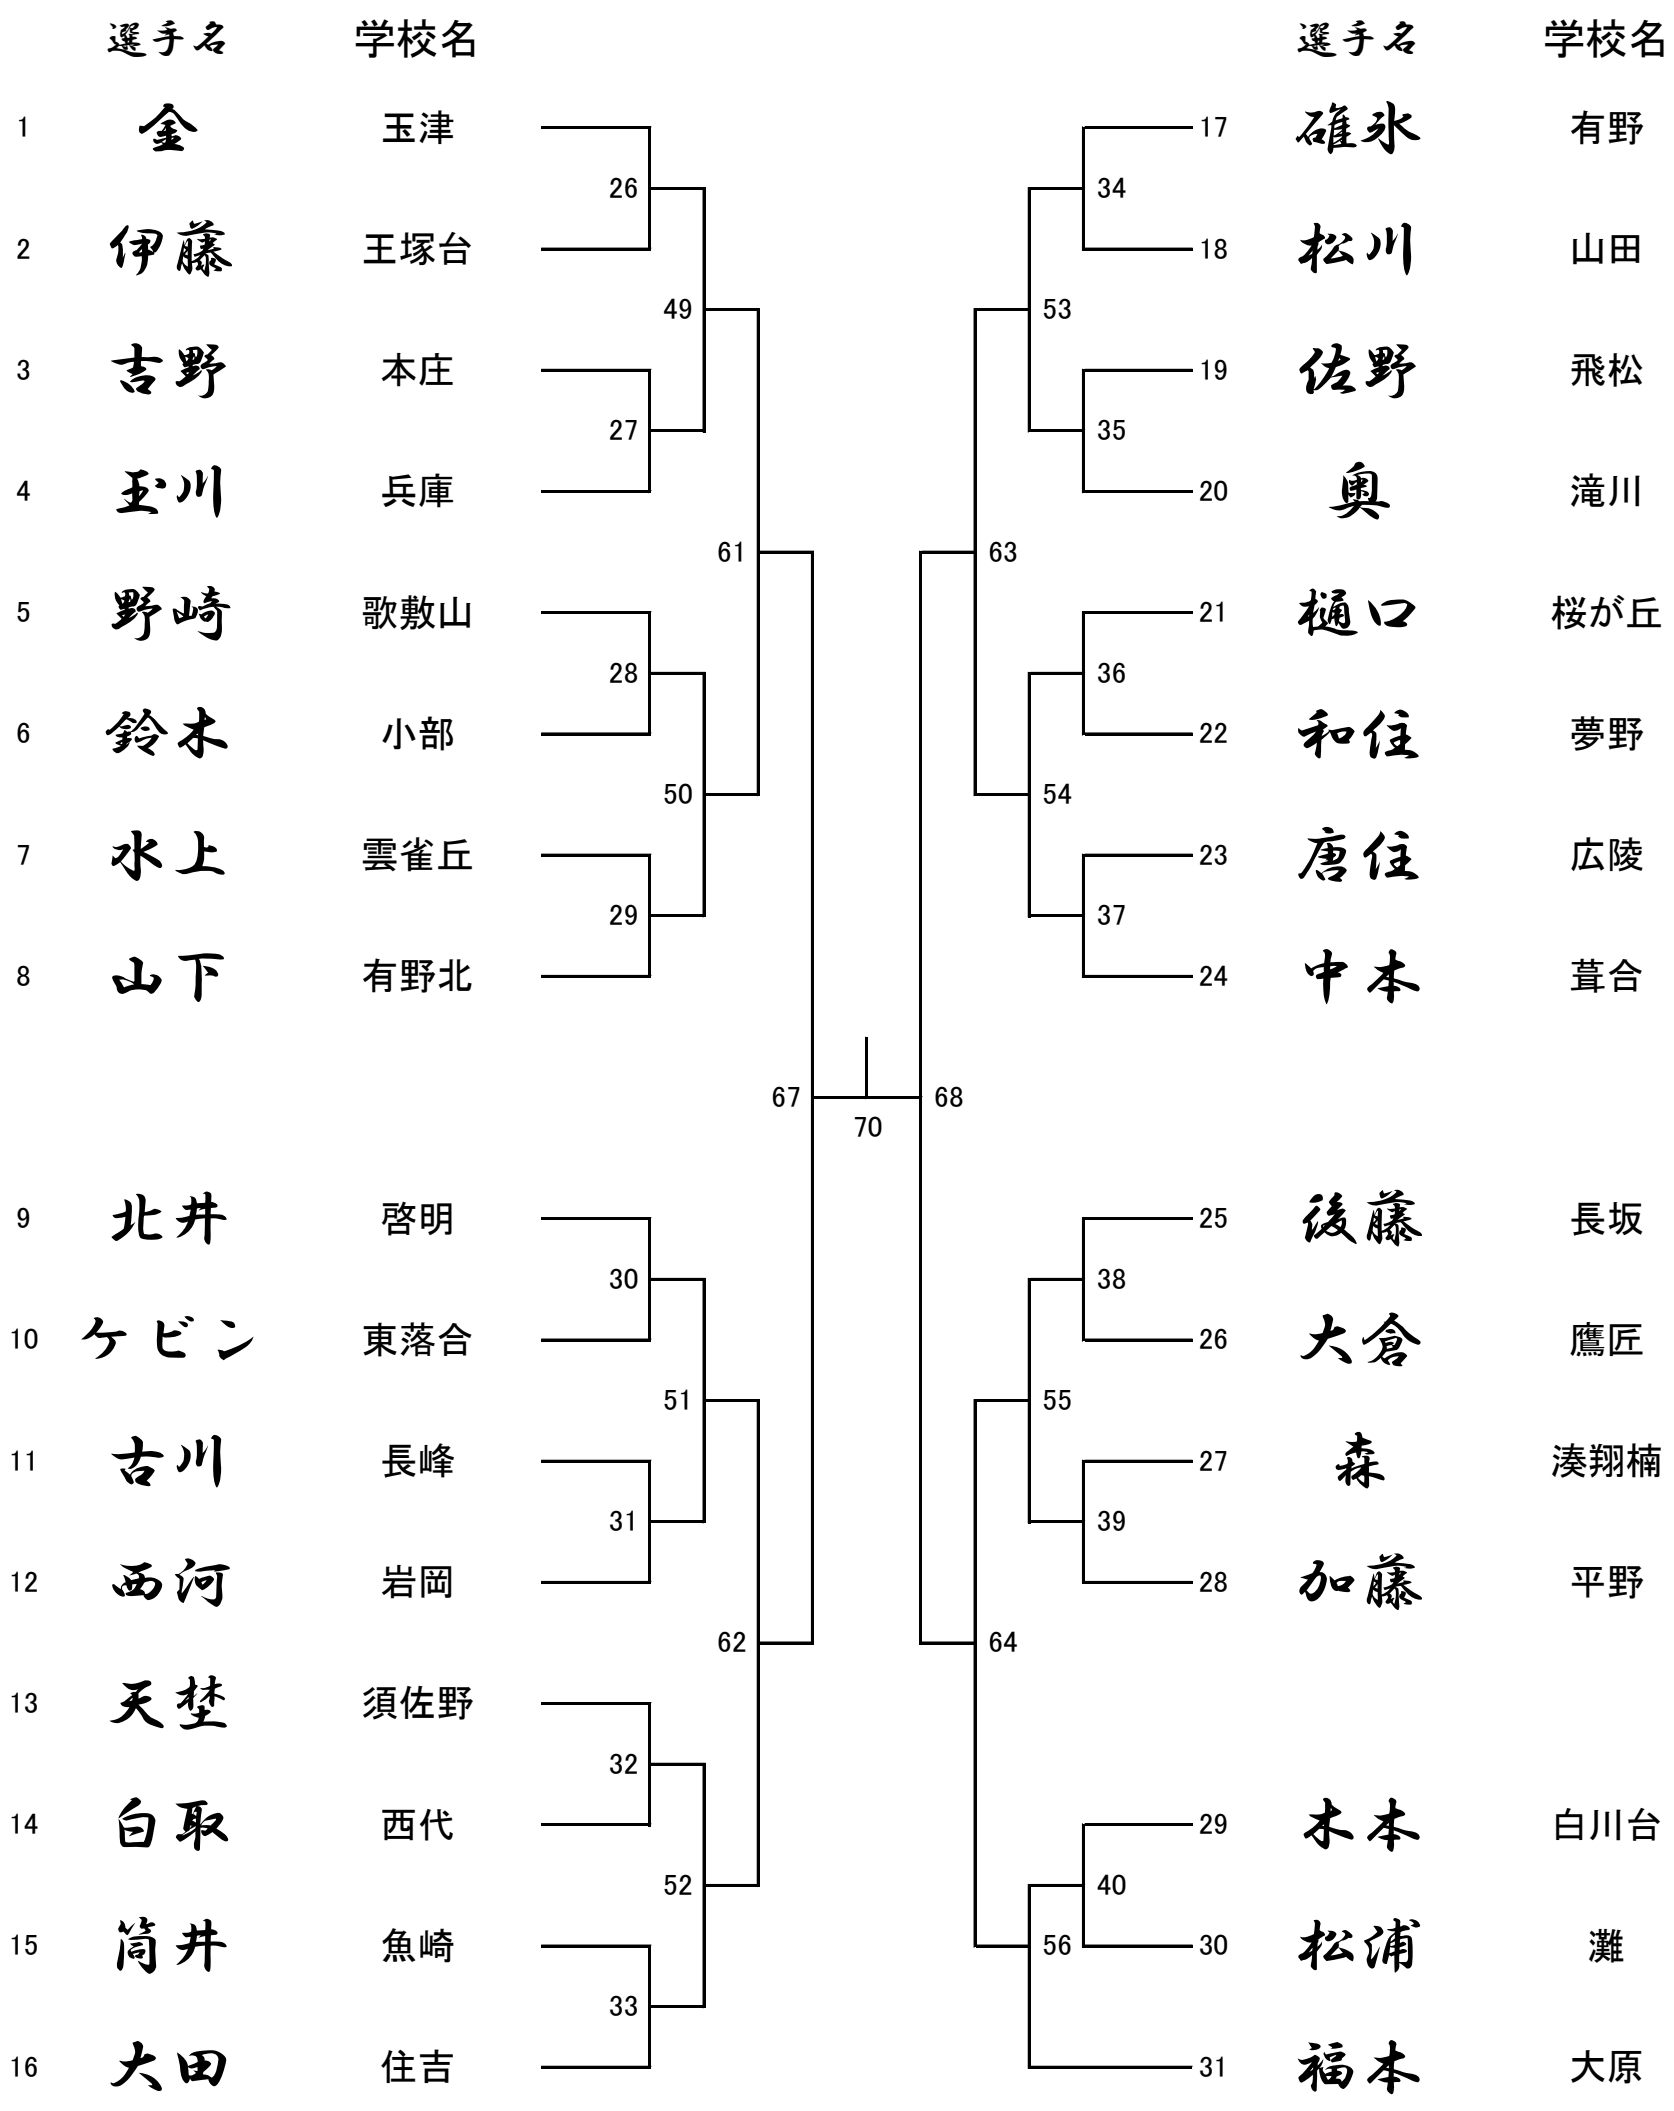 選手名 学校名 選手名 学校名
1 金 玉津 17 碓氷 有野
26 34
2 伊藤 王塚台 18 松川 山田
49 53
3 吉野 本庄 19 佐野 飛松
27 35
4 玉川 兵庫 20 奥 滝川
61 63
5 野崎 歌敷山 21 樋口 桜が丘
28 36
6 鈴木 小部 22 和住 夢野
50 54
7 水上 雲雀丘 23 唐住 広陵
29 37
8 山下 有野北 24 中本 葺合
67 68
70
9 北井 啓明 25 後藤 長坂
30 38
10 ケビン 東落合 26 大倉 鷹匠
51 55
11 古川 長峰 27 森 湊翔楠
31 39
12 西河 岩岡 28 加藤 平野
62 64
13 天埜 須佐野
32
14 白取 西代 29 木本 白川台
52 40
15 筒井 魚崎 56 30 松浦 灘
33
16 大田 住吉 31 福本 大原